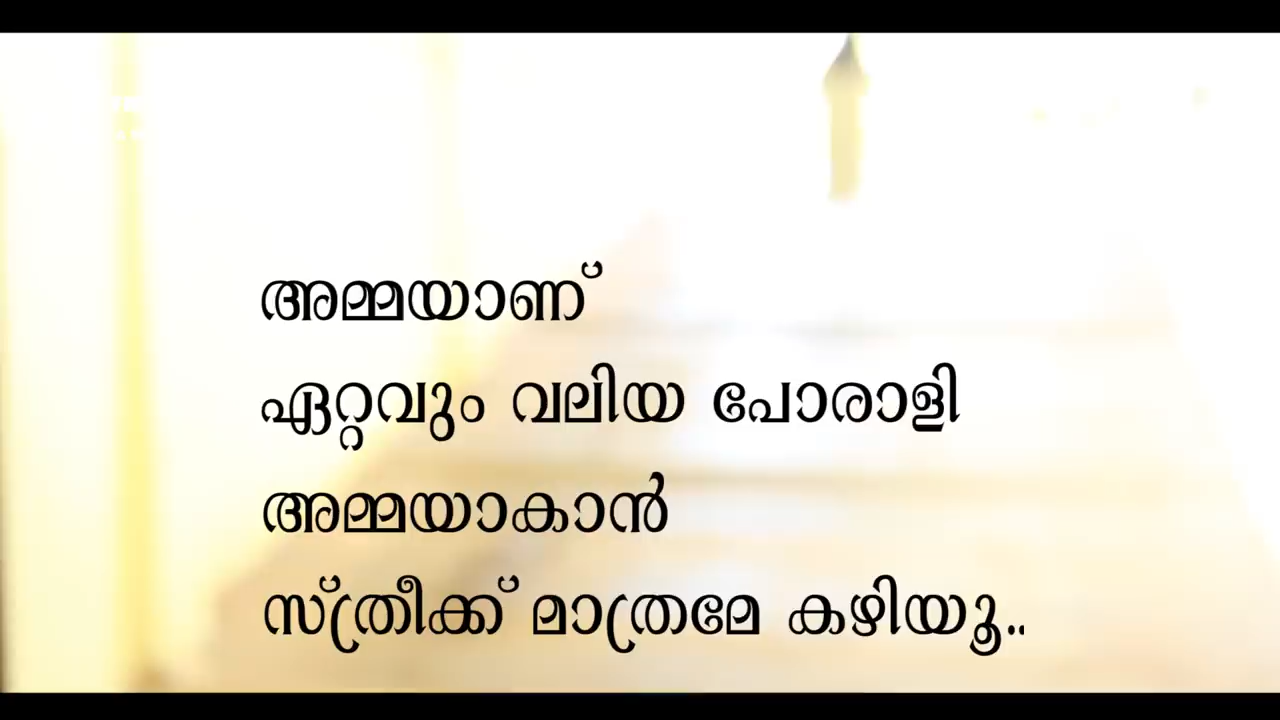 അമ്മയാണ്
ഏറ്റവും വലിയ പോരാളി
അമ്മയാകാൻ
സ്ത്രീക്ക് മാത്രമേ കഴിയൂ..